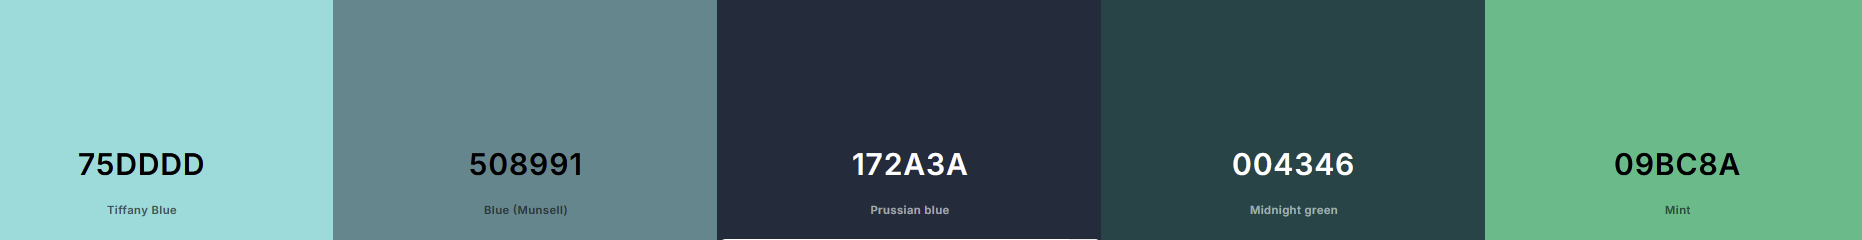 75DDDD
508991
172A3A
004346
09BC8A
Tiffany Blue
Blue (Munsell)
Prussian blue
Midnight green
Mint